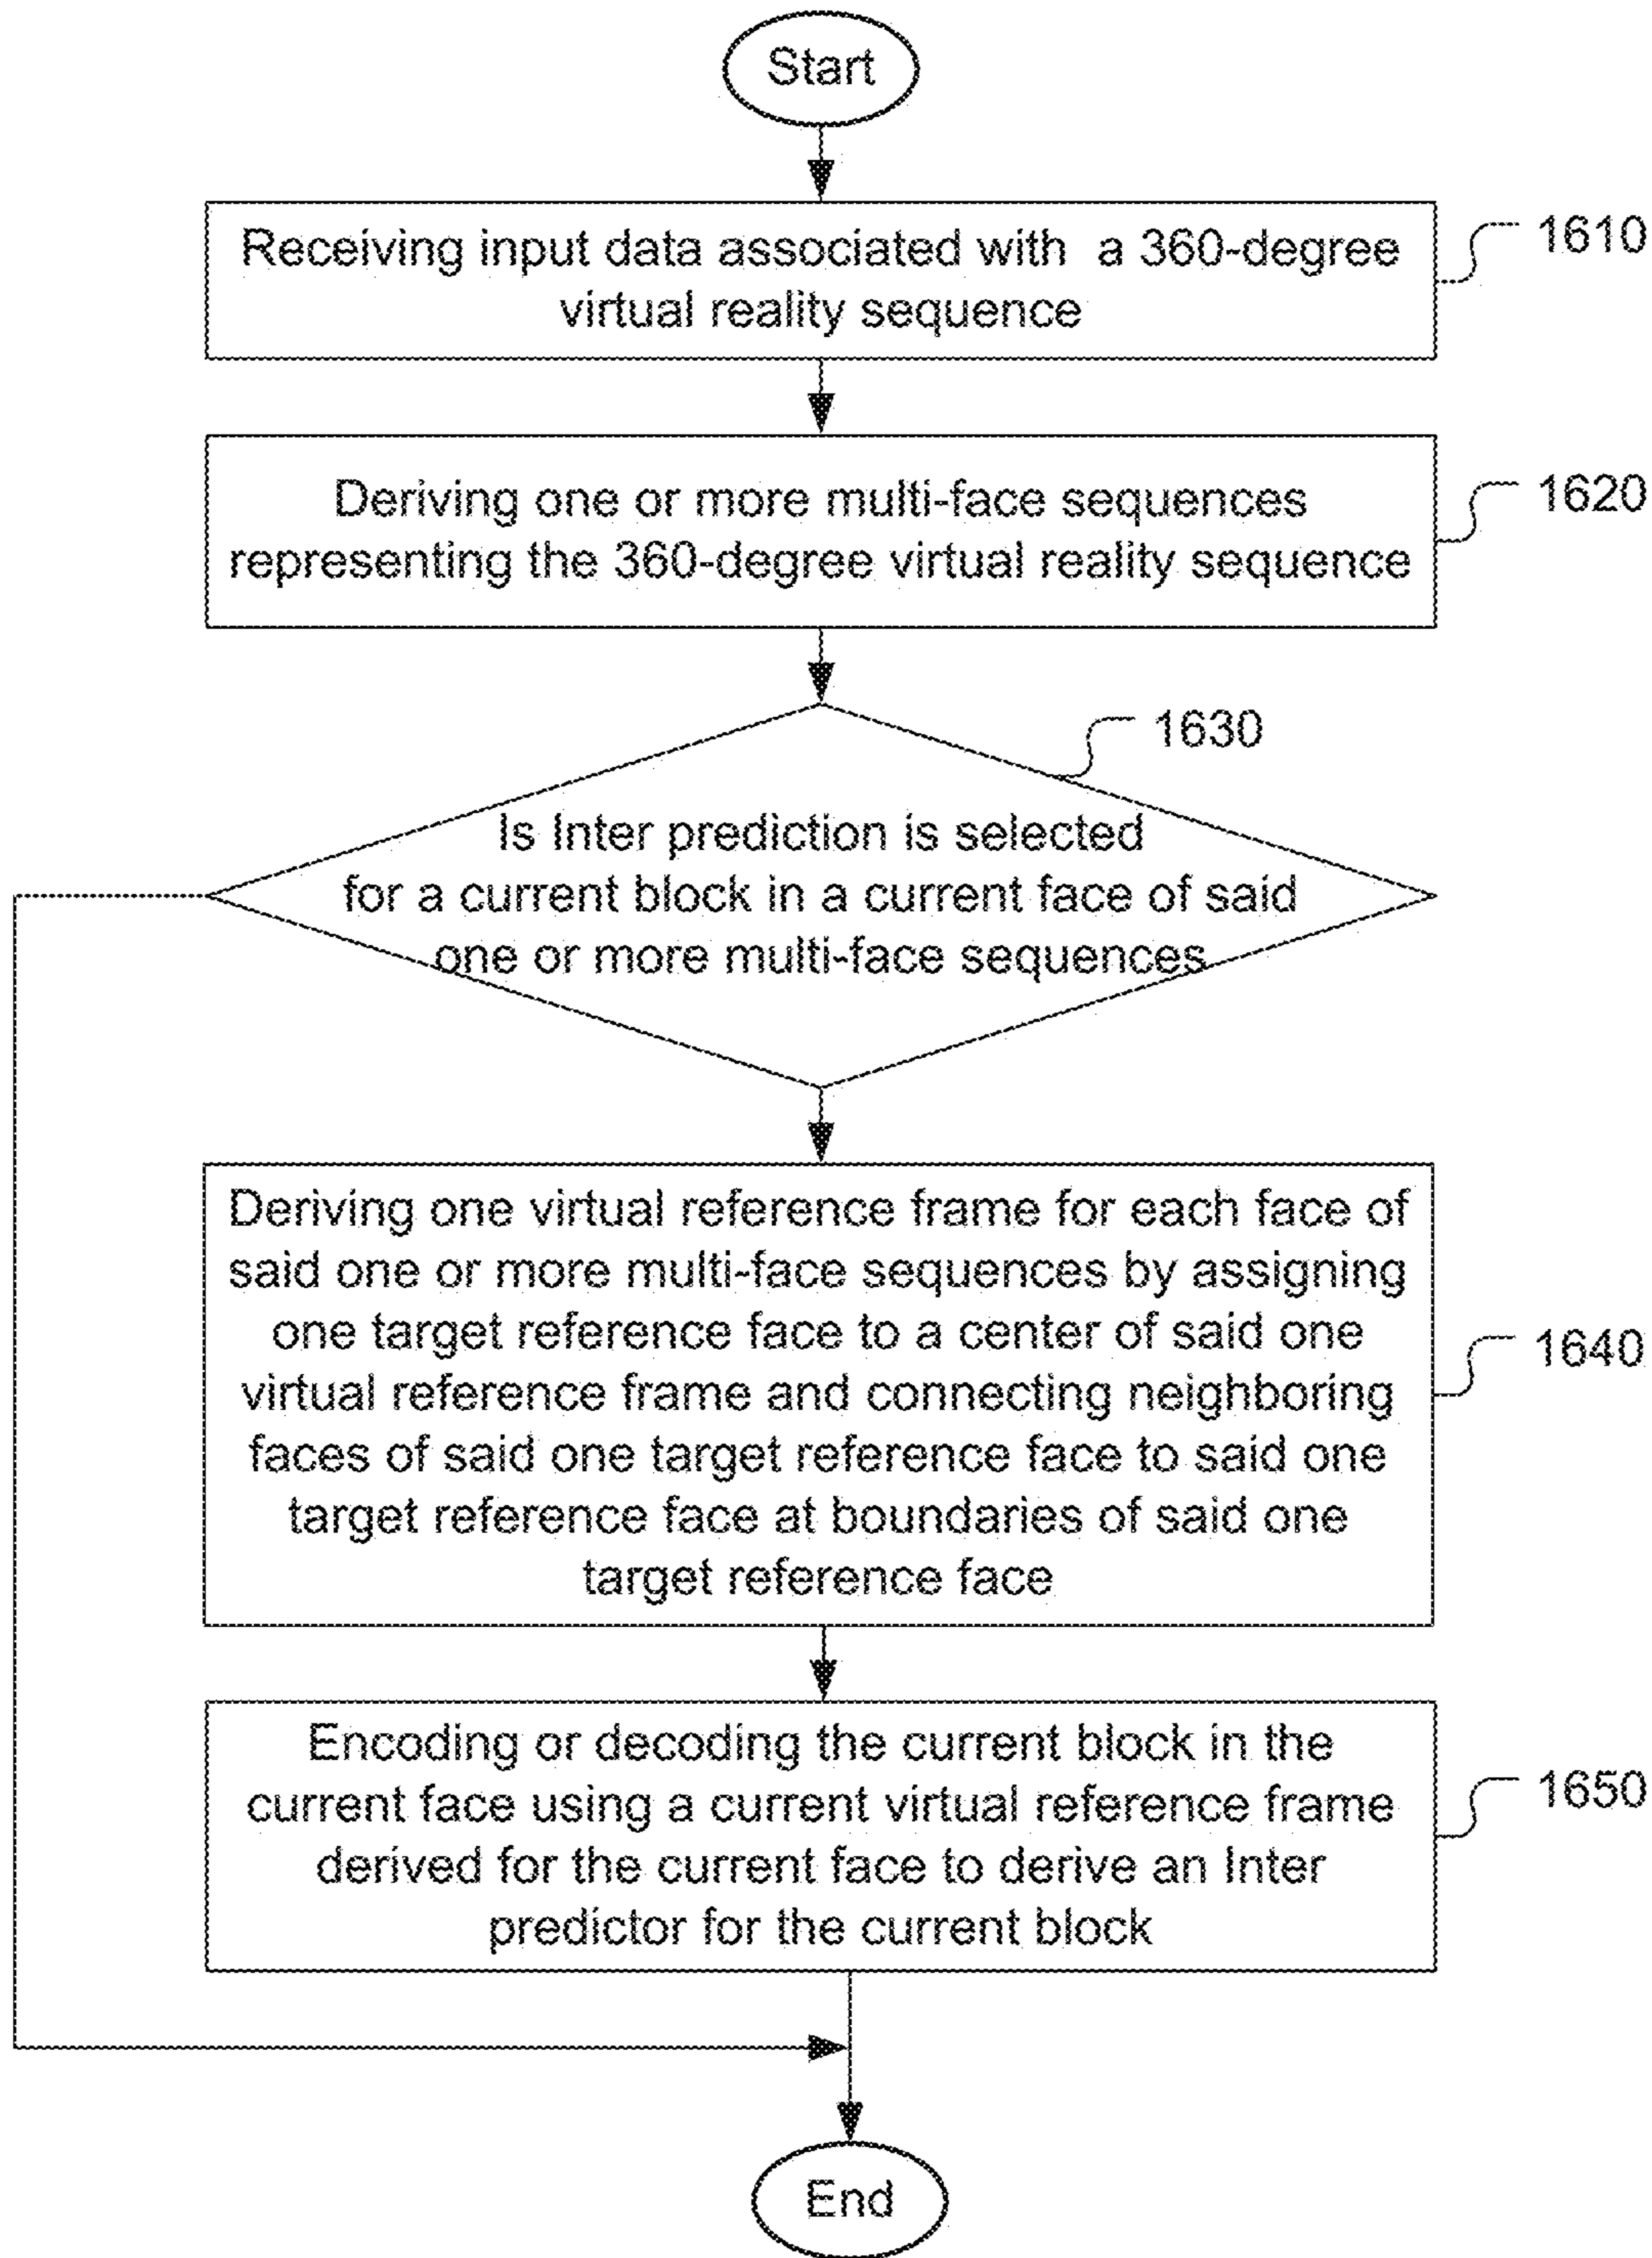 Start
Receiving input data associated with a 360-degree
virtual reality sequence
1610
Deriving one or more multi-face sequences
representing the 360-degree virtual reality sequence
1620
1630
Is Inter prediction is selected
for a current block in a current face of said
one or more multi-face sequences
Deriving one virtual reference frame for each face of
said one or more multi-face sequences by assigning
one target reference face to a center of said one
virtual reference frame and connecting neighboring
faces of said one target reference face to said one
target reference face at boundaries of said one
target reference face
1640
Encoding or decoding the current block in the
current face using a current virtual reference frame
derived for the current face to derive an Inter
predictor for the current block
1650
End